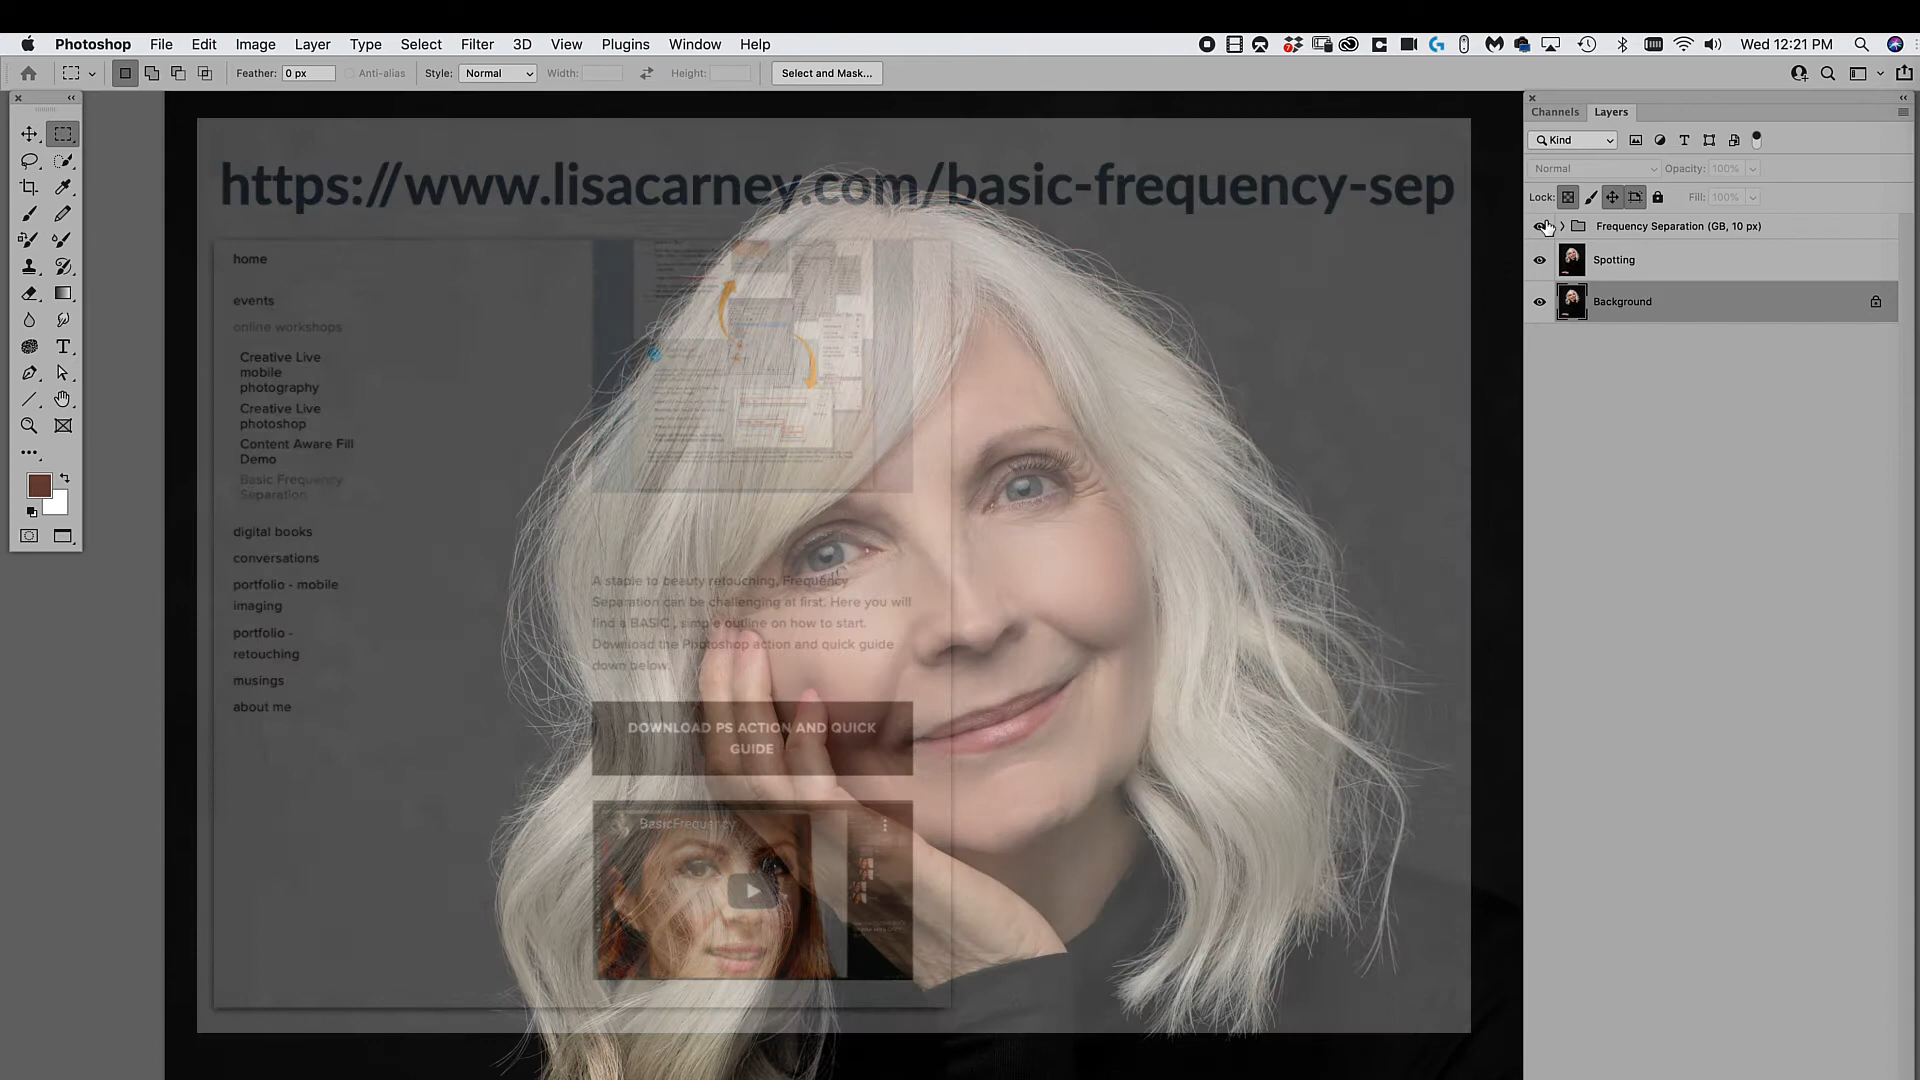 Photoshop File Edit Image Layer Type Select Filter 3D View Plugins Window Help
Wed 12:21 PM
Feather: 0 px Anti-alias Style: Normal Width: Height: Select and Mask...
Channels Layers
Kind
Normal Opacity: 100%
Lock: Fill: 100%
Frequency Separation (GB, 10 px)
Spotting
Background
https://www.lisacarney.com/basic-frequency-sep
home
events
online workshops
Creative Live
mobile
photography
Creative Live
photoshop
Content Aware Fill
Demo
Basic Frequency
Separation
digital books
conversations
portfolio - mobile
imaging
portfolio -
retouching
musings
about me
A staple to beauty retouching, Frequency
Separation can be challenging at first. Here you will
find a BASIC , simple outline on how to start.
Download the Photoshop action and quick guide
down below.
DOWNLOAD PS ACTION AND QUICK
GUIDE
BasicFrequency